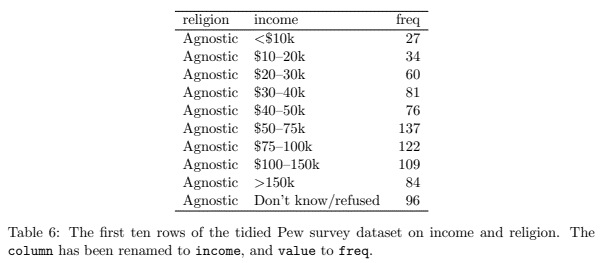 religion income freq
Agnostic <$10k 27
Agnostic $10–20k 34
Agnostic $20–30k 60
Agnostic $30–40k 81
Agnostic $40–50k 76
Agnostic $50–75k 137
Agnostic $75–100k 122
Agnostic $100–150k 109
Agnostic >150k 84
Agnostic Don't know/refused 96
Table 6: The first ten rows of the tidied Pew survey dataset on income and religion. The
column has been renamed to income, and value to freq.